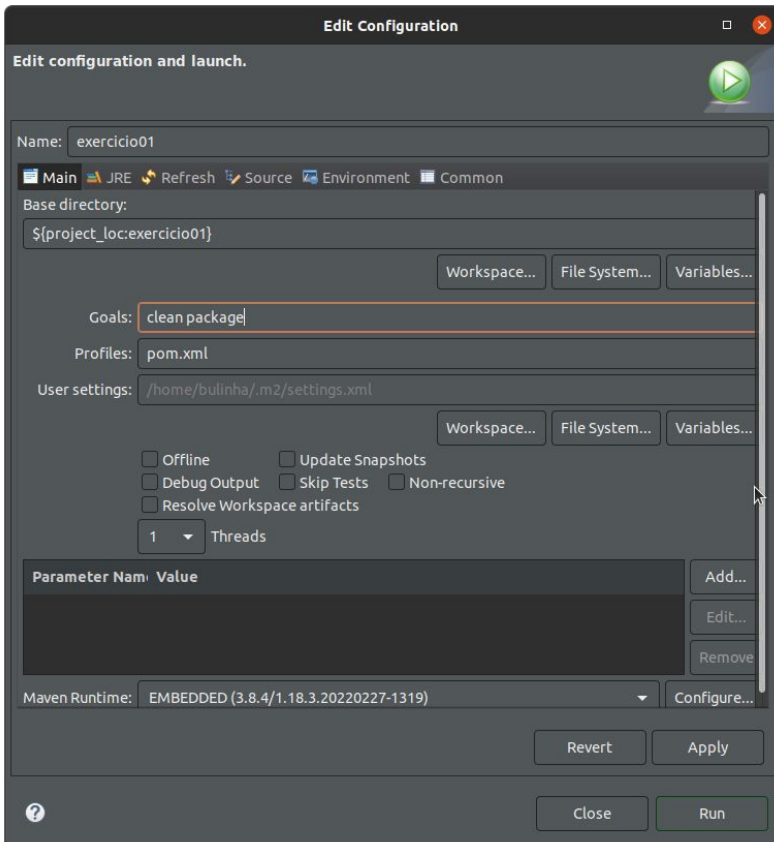 Edit Configuration
Edit configuration and launch.
Name: exercicio01
Main JRE Refresh Source Environment Common
Base directory:
${project_loc:exercicio01}
Workspace... File System... Variables...
Goals: clean package
Profiles: pom.xml
User settings: /home/bulinha/.m2/settings.xml
Workspace... File System... Variables...
Offline Update Snapshots
Debug Output Skip Tests Non-recursive
Resolve Workspace artifacts
1 Threads
Parameter Nam Value
Add...
Edit...
Remove
Maven Runtime: EMBEDDED (3.8.4/1.18.3.20220227-1319) Configure...
Revert Apply
? Close Run